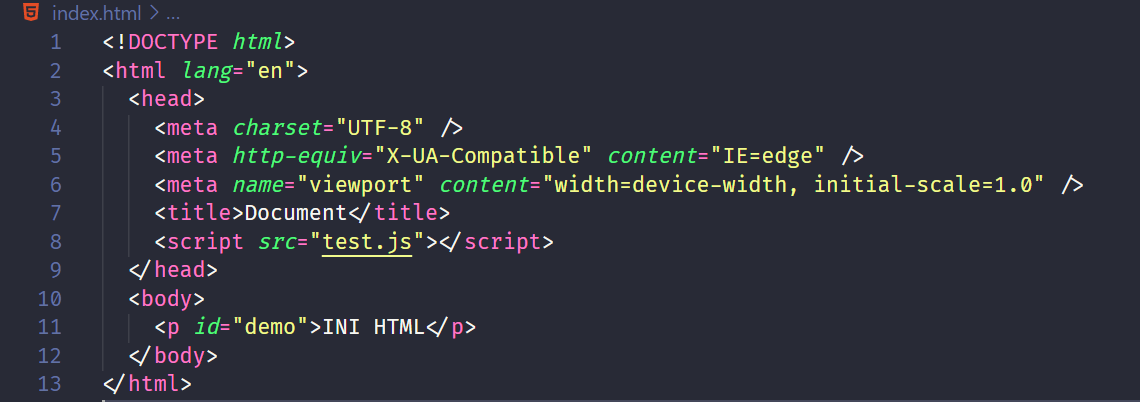 index.html > ...
1 <!DOCTYPE html>
2 <html lang="en">
3 <head>
4 <meta charset="UTF-8" />
5 <meta http-equiv="X-UA-Compatible" content="IE=edge" />
6 <meta name="viewport" content="width=device-width, initial-scale=1.0" />
7 <title>Document</title>
8 <script src="test.js"></script>
9 </head>
10 <body>
11 <p id="demo">INI HTML</p>
12 </body>
13 </html>